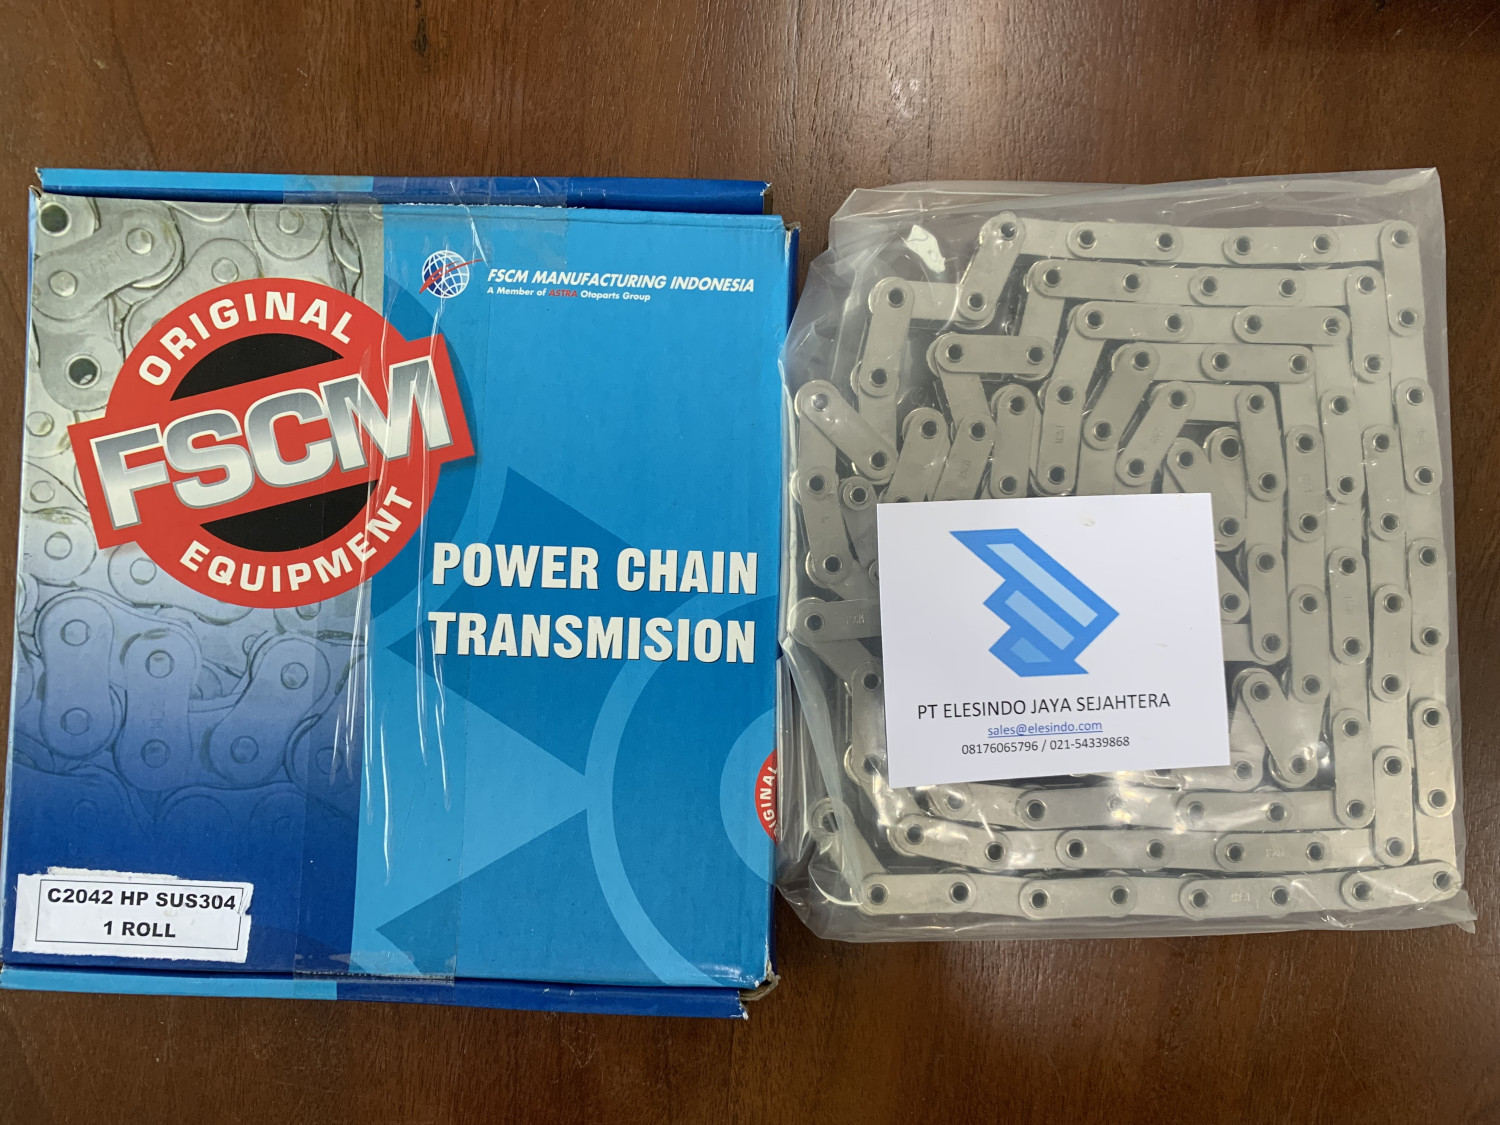 ORIGINAL
FSCM
EQUIPMENT
FSCM MANUFACTURING INDONESIA
A Member of ASTRA Otoparts Group
POWER CHAIN
TRANSMISION
C2042 HP SUS304
1 ROLL
PT ELESINDO JAYA SEJAHTERA
sales@elesindo.com
08176065796 / 021-54339868